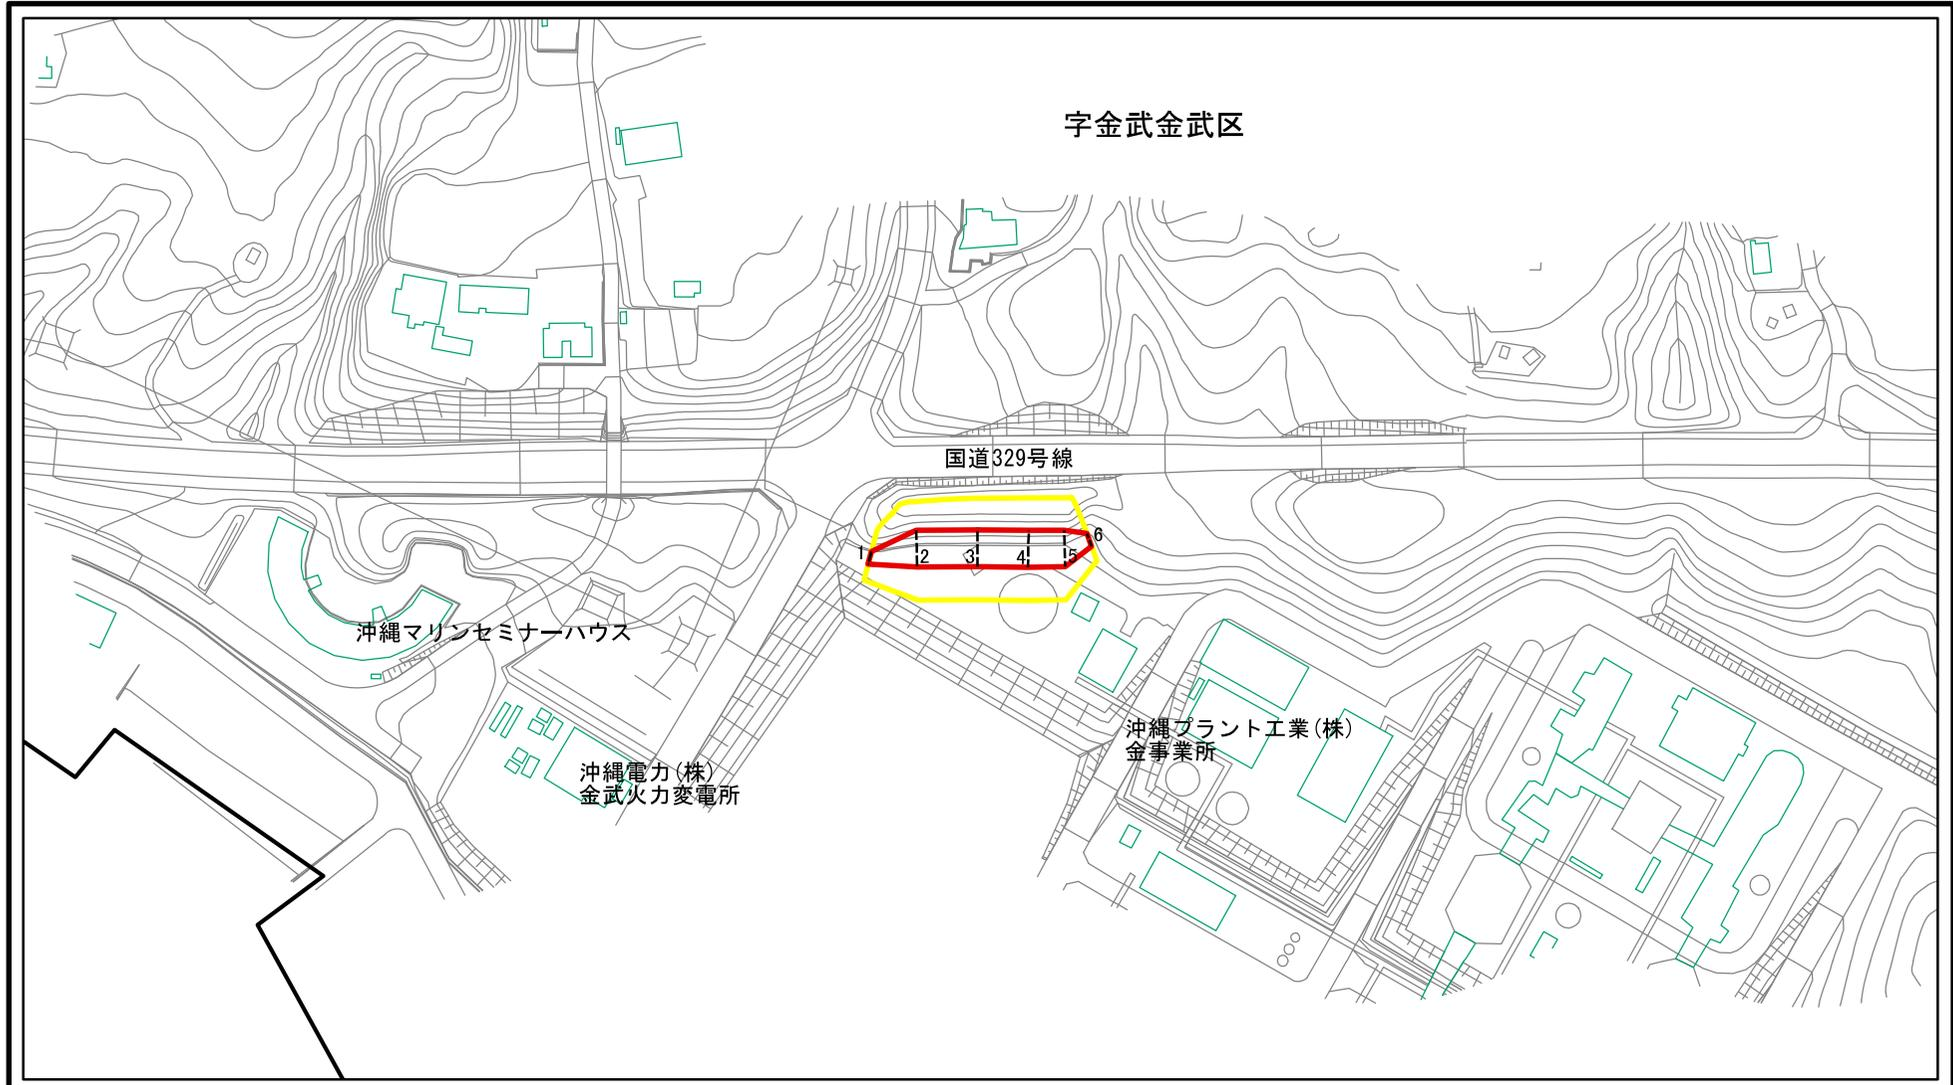 字金武金武区
国道329号線
1
2
3
4
5
6
沖縄マリンセミナーハウス
沖縄プラント工業(株)
金事業所
沖縄電力(株)
金武火力変電所